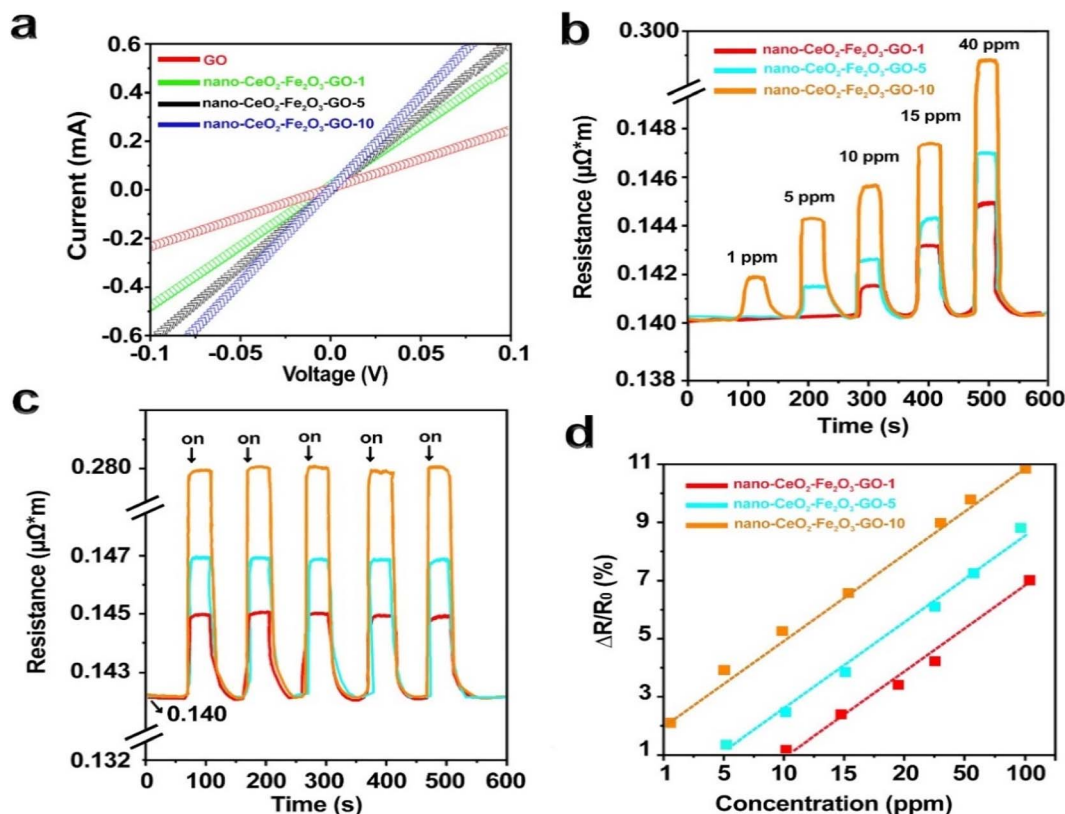 a
0.6
0.4
0.2
0.0
-0.2
-0.4
-0.6
Current (mA)
GO
nano-CeO₂-Fe₂O₃-GO-1
nano-CeO₂-Fe₂O₃-GO-5
nano-CeO₂-Fe₂O₃-GO-10
-0.1 -0.05 0.0 0.05 0.1
Voltage (V)
b
0.300
0.148
0.146
0.144
0.142
0.140
0.138
Resistance (μΩ*m)
nano-CeO₂-Fe₂O₃-GO-1
nano-CeO₂-Fe₂O₃-GO-5
nano-CeO₂-Fe₂O₃-GO-10
1 ppm
5 ppm
10 ppm
15 ppm
40 ppm
0 100 200 300 400 500 600
Time (s)
c
0.280
0.147
0.145
0.143
0.132
Resistance (μΩ*m)
on on on on on
0.140
0 100 200 300 400 500 600
Time (s)
d
11
9
7
5
3
1
ΔR/R₀ (%)
nano-CeO₂-Fe₂O₃-GO-1
nano-CeO₂-Fe₂O₃-GO-5
nano-CeO₂-Fe₂O₃-GO-10
1 5 10 15 20 50 100
Concentration (ppm)